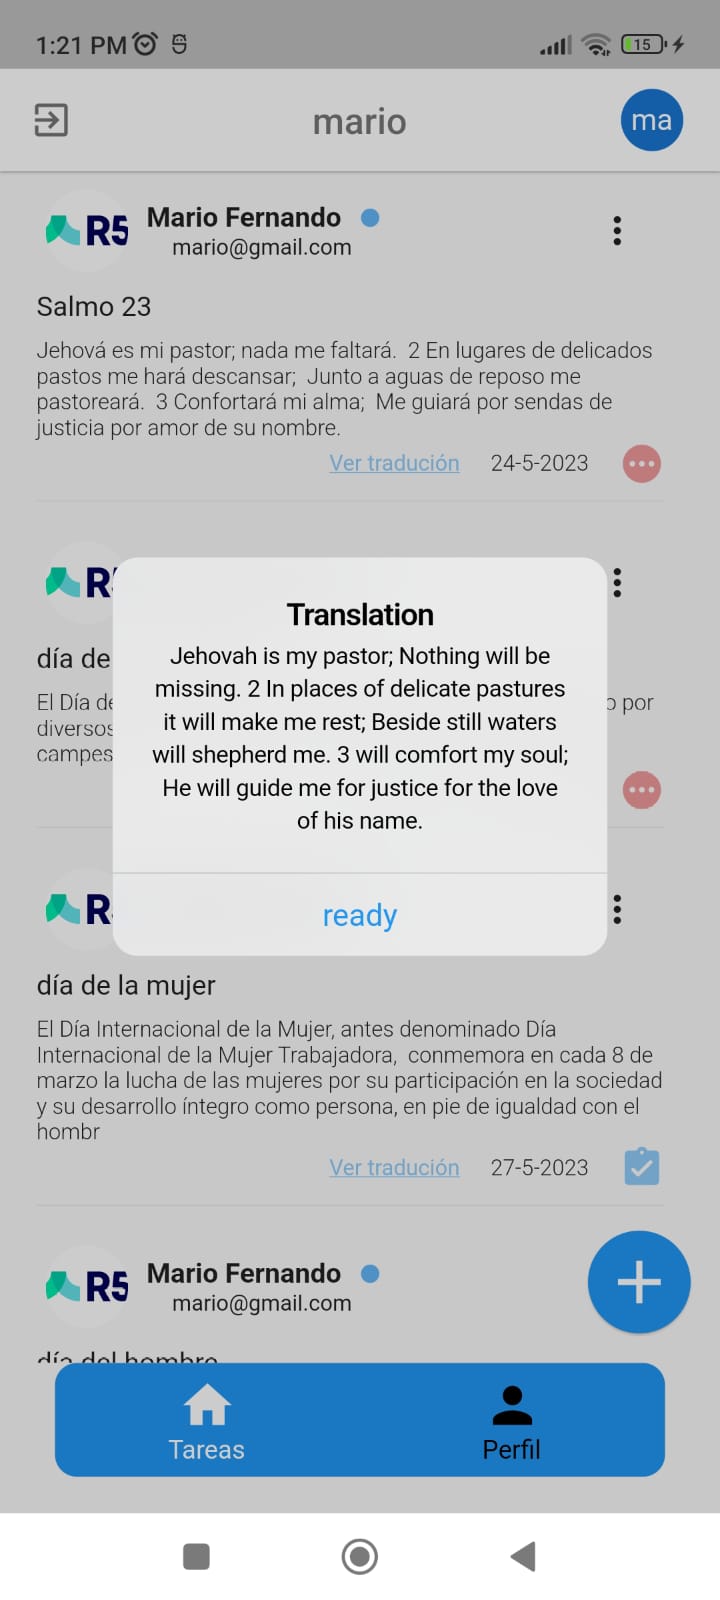 1:21 PM
15
mario
ma
R5
Mario Fernando
mario@gmail.com
Salmo 23
Jehová es mi pastor; nada me faltará. 2 En lugares de delicados
pastos me hará descansar; Junto a aguas de reposo me
pastoreará. 3 Confortará mi alma; Me guiará por sendas de
justicia por amor de su nombre.
Ver tradución 24-5-2023
día de
El Día
o por
diversos
campes
Translation
Jehovah is my pastor; Nothing will be
missing. 2 In places of delicate pastures
it will make me rest; Beside still waters
will shepherd me. 3 will comfort my soul;
He will guide me for justice for the love
of his name.
ready
día de la mujer
El Día Internacional de la Mujer, antes denominado Día
Internacional de la Mujer Trabajadora, conmemora en cada 8 de
marzo la lucha de las mujeres por su participación en la sociedad
y su desarrollo íntegro como persona, en pie de igualdad con el
hombr
Ver tradución 27-5-2023
R5
Mario Fernando
mario@gmail.com
día del hombre
Tareas
Perfil